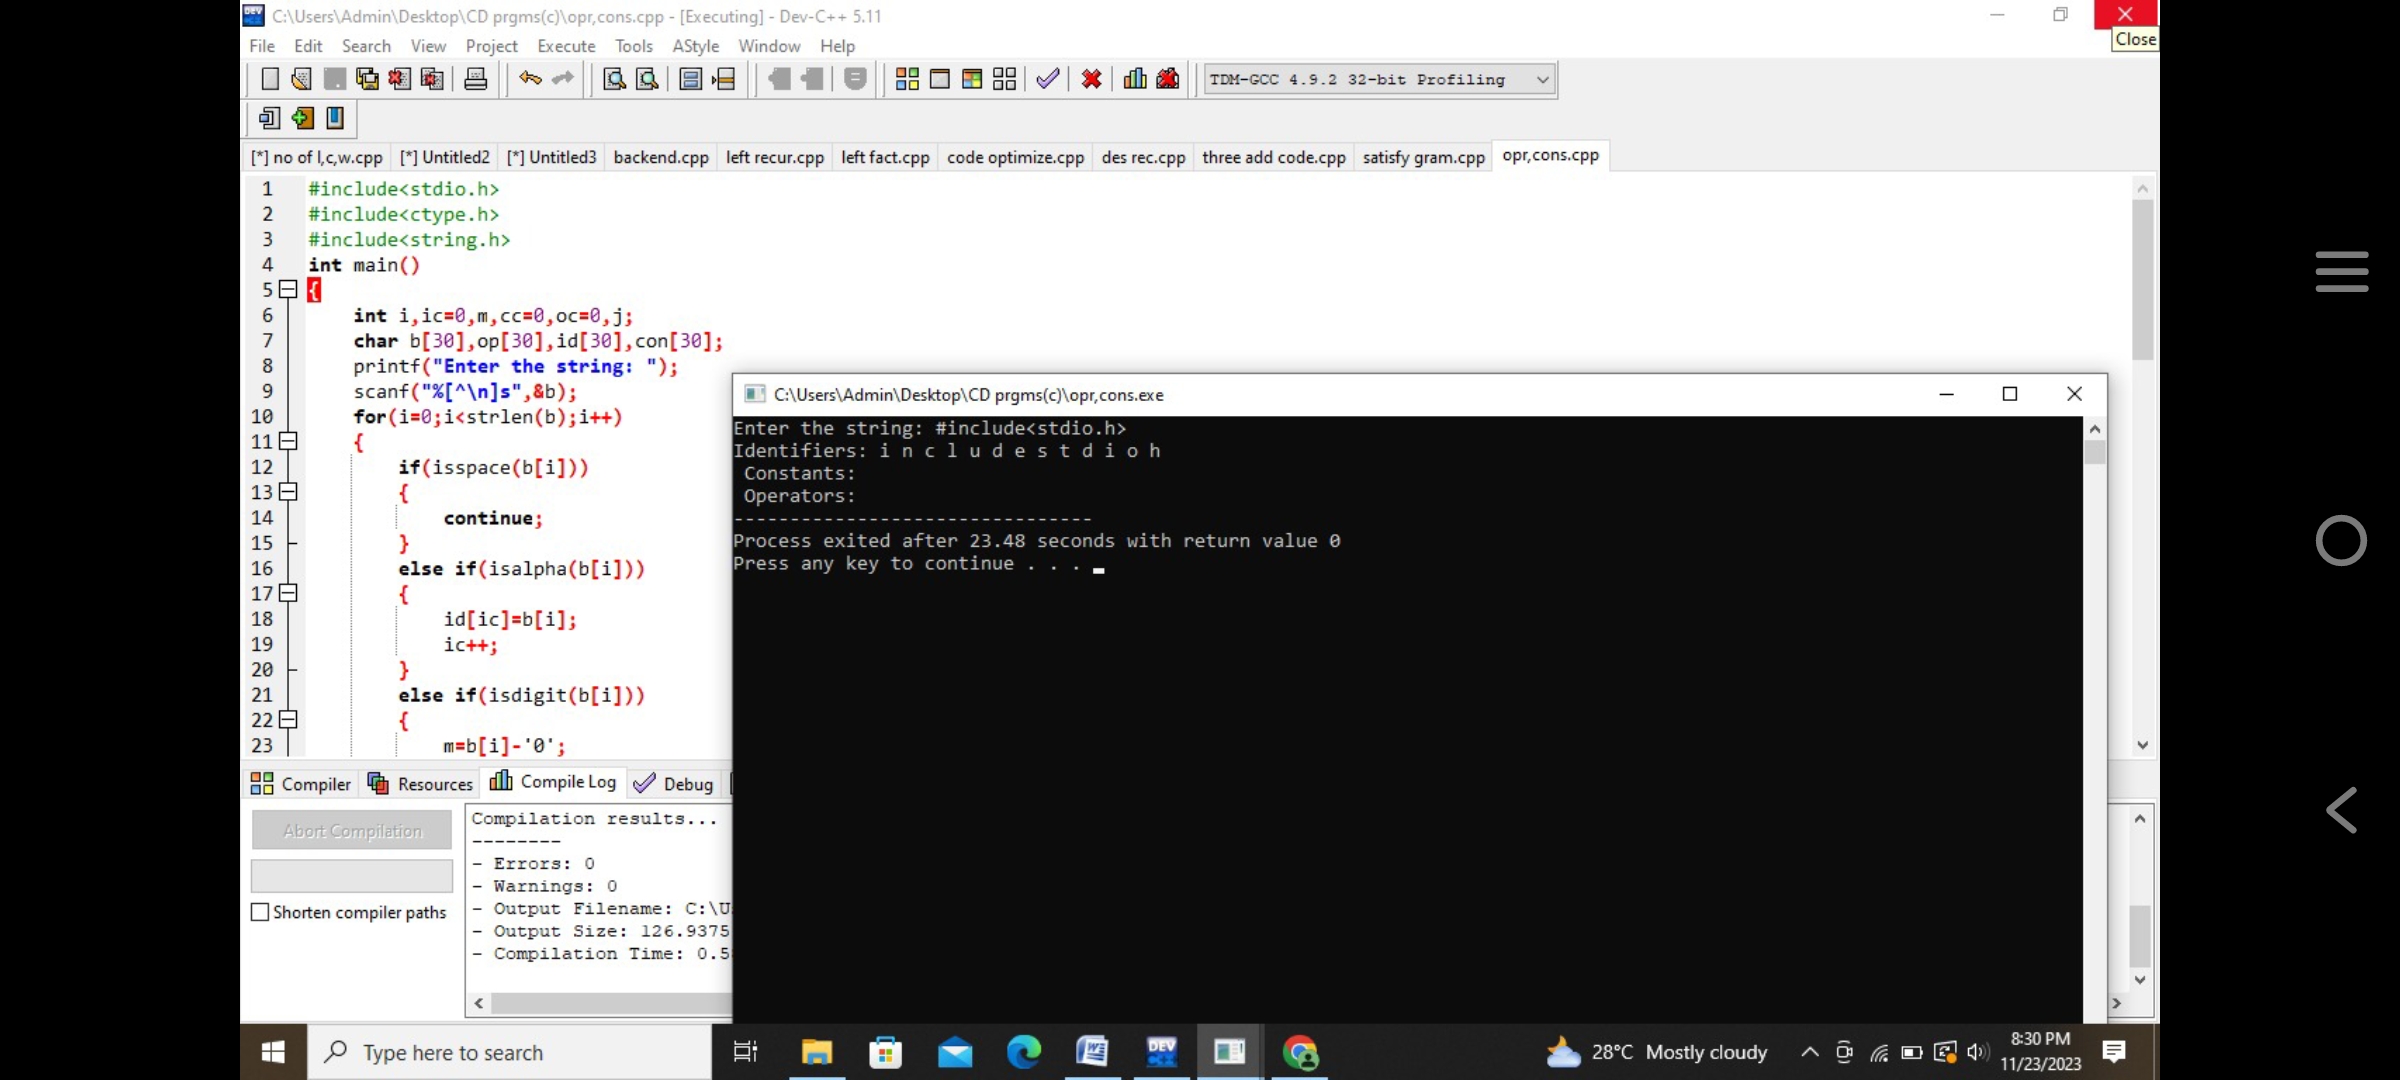 C:\Users\Admin\Desktop\CD prgms(c)\opr,cons.cpp - [Executing] - Dev-C++ 5.11
Close
File Edit Search View Project Execute Tools AStyle Window Help
TDM-GCC 4.9.2 32-bit Profiling
[*] no of l,c,w.cpp [*] Untitled2 [*] Untitled3 backend.cpp left recur.cpp left fact.cpp code optimize.cpp des rec.cpp three add code.cpp satisfy gram.cpp opr,cons.cpp
1 #include<stdio.h>
2 #include<ctype.h>
3 #include<string.h>
4 int main()
5 {
6 int i,ic=0,m,cc=0,oc=0,j;
7 char b[30],op[30],id[30],con[30];
8 printf("Enter the string: ");
9 scanf("%[^\n]s",&b);
10 for(i=0;i<strlen(b);i++)
11 {
12 if(isspace(b[i]))
13 {
14 continue;
15 }
16 else if(isalpha(b[i]))
17 {
18 id[ic]=b[i];
19 ic++;
20 }
21 else if(isdigit(b[i]))
22 {
23 m=b[i]-'0';
C:\Users\Admin\Desktop\CD prgms(c)\opr,cons.exe
Enter the string: #include<stdio.h>
Identifiers: i n c l u d e s t d i o h
Constants:
Operators:
--------------------------------
Process exited after 23.48 seconds with return value 0
Press any key to continue . . .
Compiler Resources Compile Log Debug
Abort Compilation
Shorten compiler paths
Compilation results...
--------
- Errors: 0
- Warnings: 0
- Output Filename: C:\U
- Output Size: 126.9375
- Compilation Time: 0.5
Type here to search
DEV
28°C Mostly cloudy
8:30 PM
11/23/2023